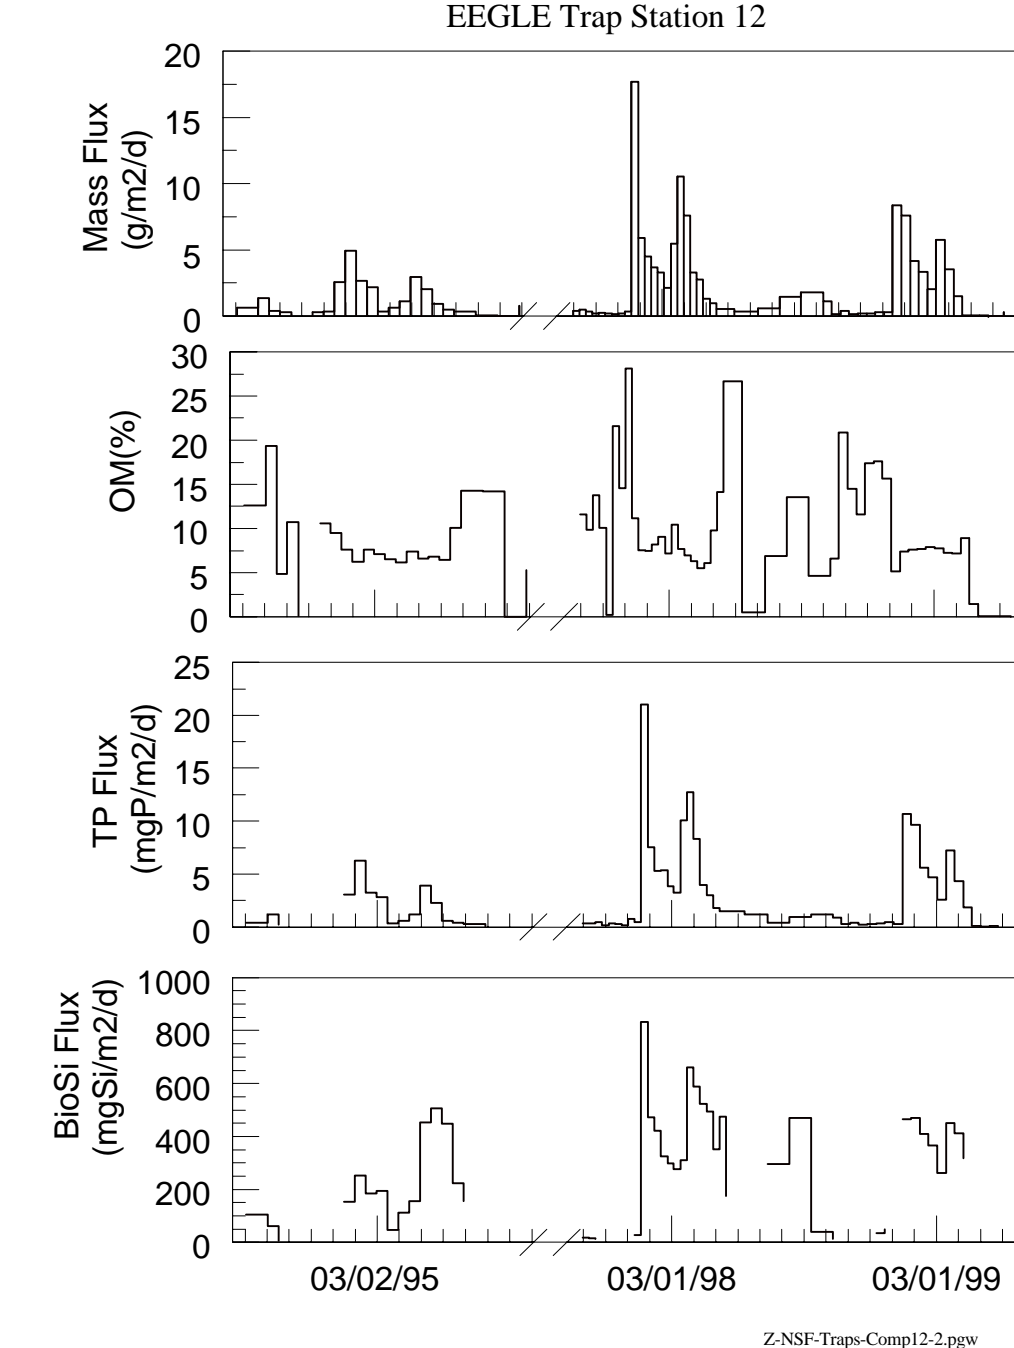 EEGLE Trap Station 12
Mass Flux
(g/m2/d)
20
15
10
5
0
OM(%)
30
25
20
15
10
5
0
TP Flux
(mgP/m2/d)
25
20
15
10
5
0
BioSi Flux
(mgSi/m2/d)
1000
800
600
400
200
0
03/02/95 03/01/98 03/01/99
Z-NSF-Traps-Comp12-2.pgw